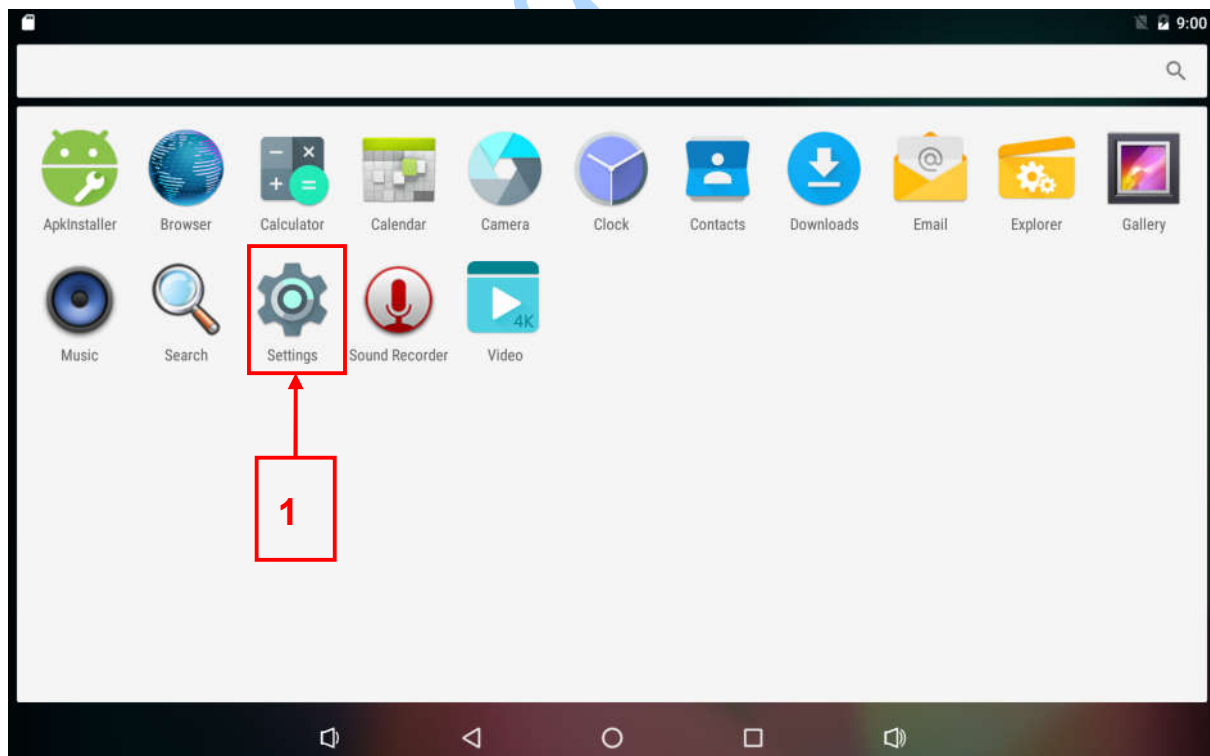 9:00
ApkInstaller Browser Calculator Calendar Camera Clock Contacts Downloads Email Explorer Gallery
4K
Music Search Settings Sound Recorder Video
1